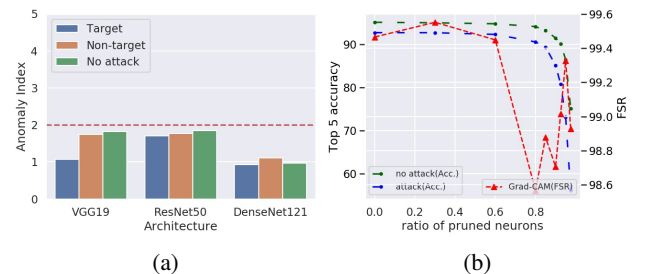 5
4
3
2
1
0
Anomaly Index
Target
Non-target
No attack
VGG19
ResNet50
DenseNet121
Architecture
(a)
90
80
70
60
Top 5 accuracy
99.6
99.4
99.2
99.0
98.8
98.6
FSR
no attack(Acc.)
attack(Acc.)
Grad-CAM(FSR)
0.0 0.2 0.4 0.6 0.8 1.0
ratio of pruned neurons
(b)